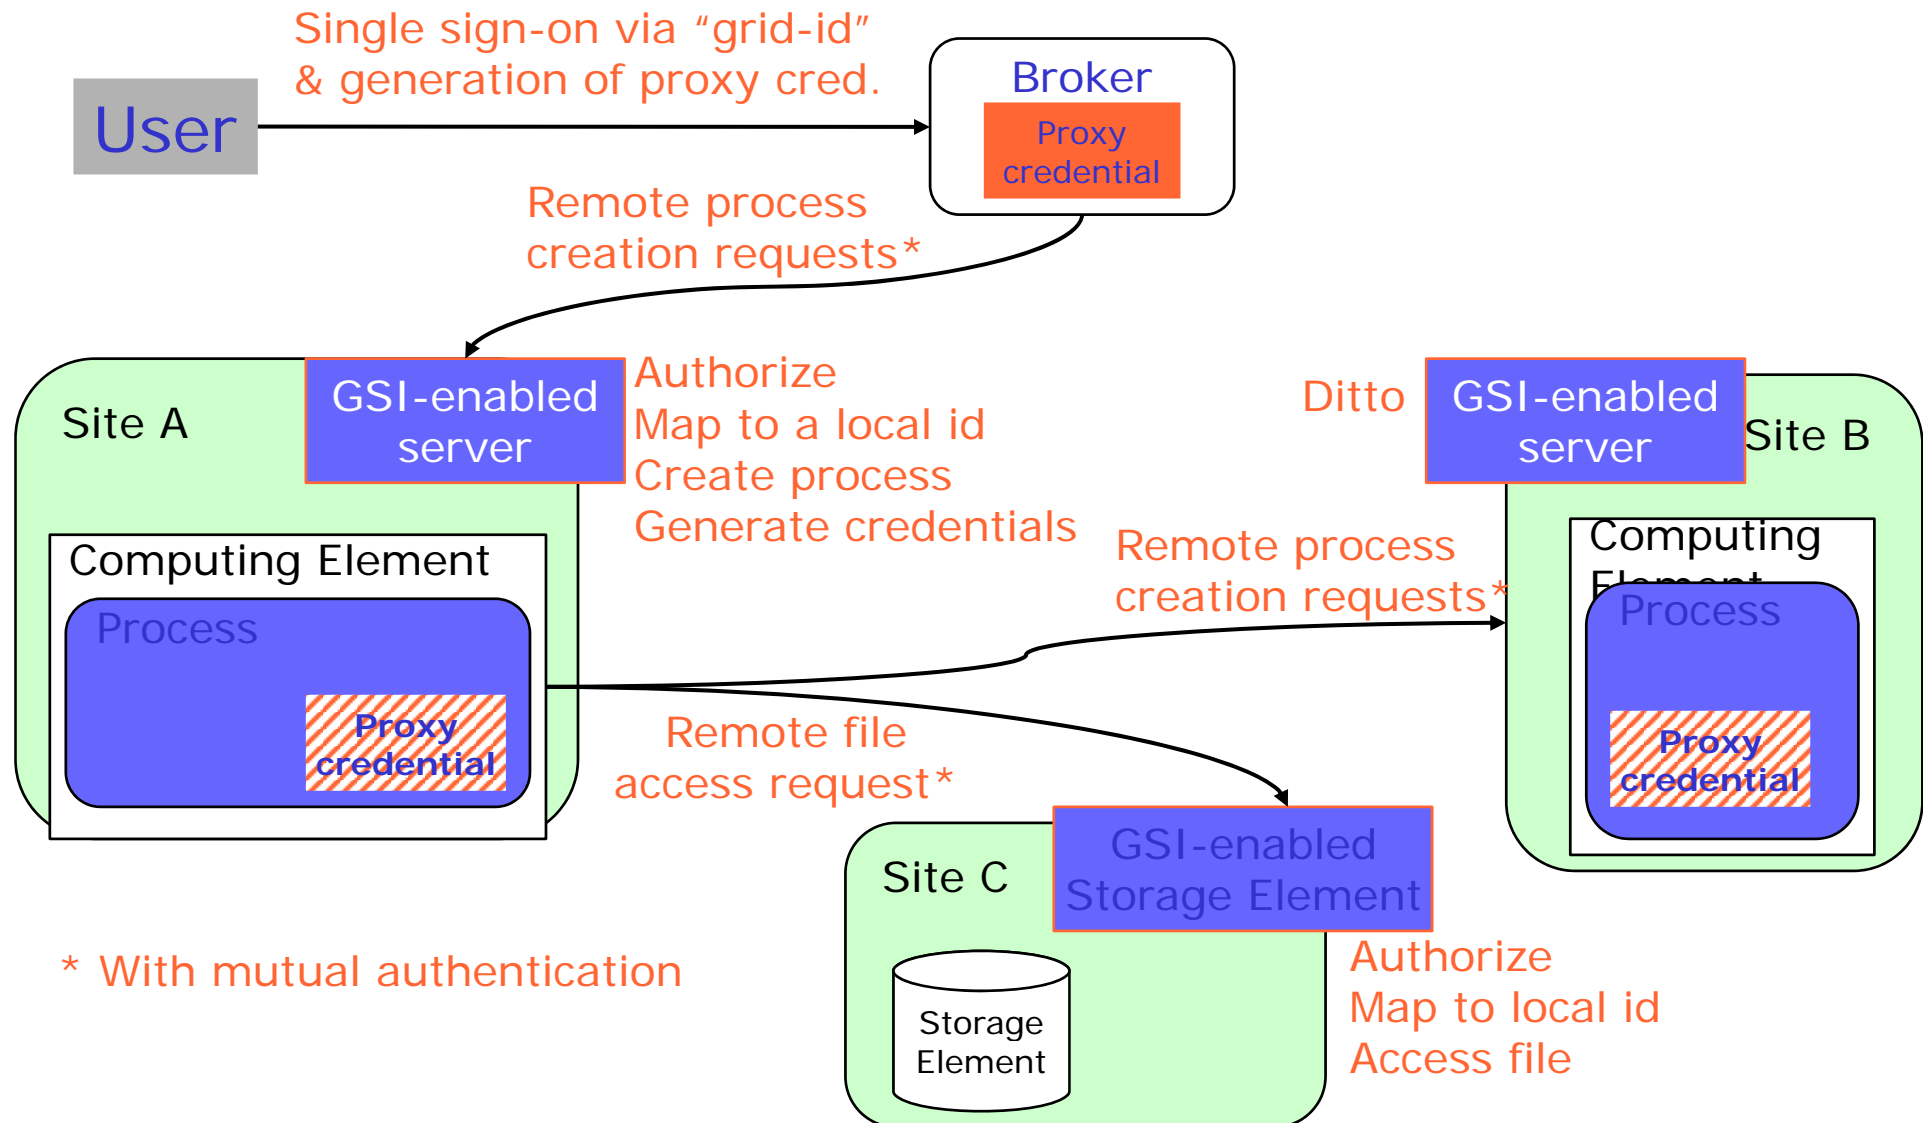 Single sign-on via “grid-id”
& generation of proxy cred.
User
Broker
Proxy
credential
Remote process
creation requests*
Site A
GSI-enabled
server
Authorize
Map to a local id
Create process
Generate credentials
Ditto
GSI-enabled
server
Site B
Computing Element
Process
Proxy
credential
Remote process
creation requests*
Computing
Element
Process
Proxy
credential
Remote file
access request*
Site C
GSI-enabled
Storage Element
Storage
Element
Authorize
Map to local id
Access file
* With mutual authentication